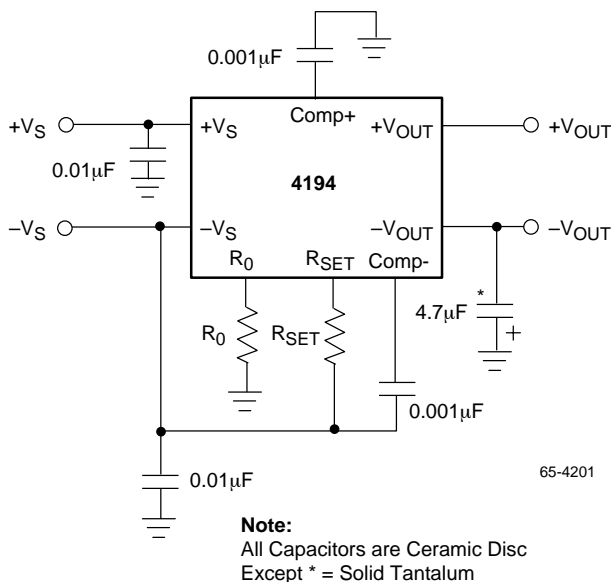 0.001μF
Comp+
+VS
+VS
+VOUT
+VOUT
0.01μF
4194
–VS
–VS
–VOUT
–VOUT
R0
RSET
Comp-
*
4.7μF
+
R0
RSET
0.001μF
0.01μF
65-4201
Note:
All Capacitors are Ceramic Disc
Except * = Solid Tantalum